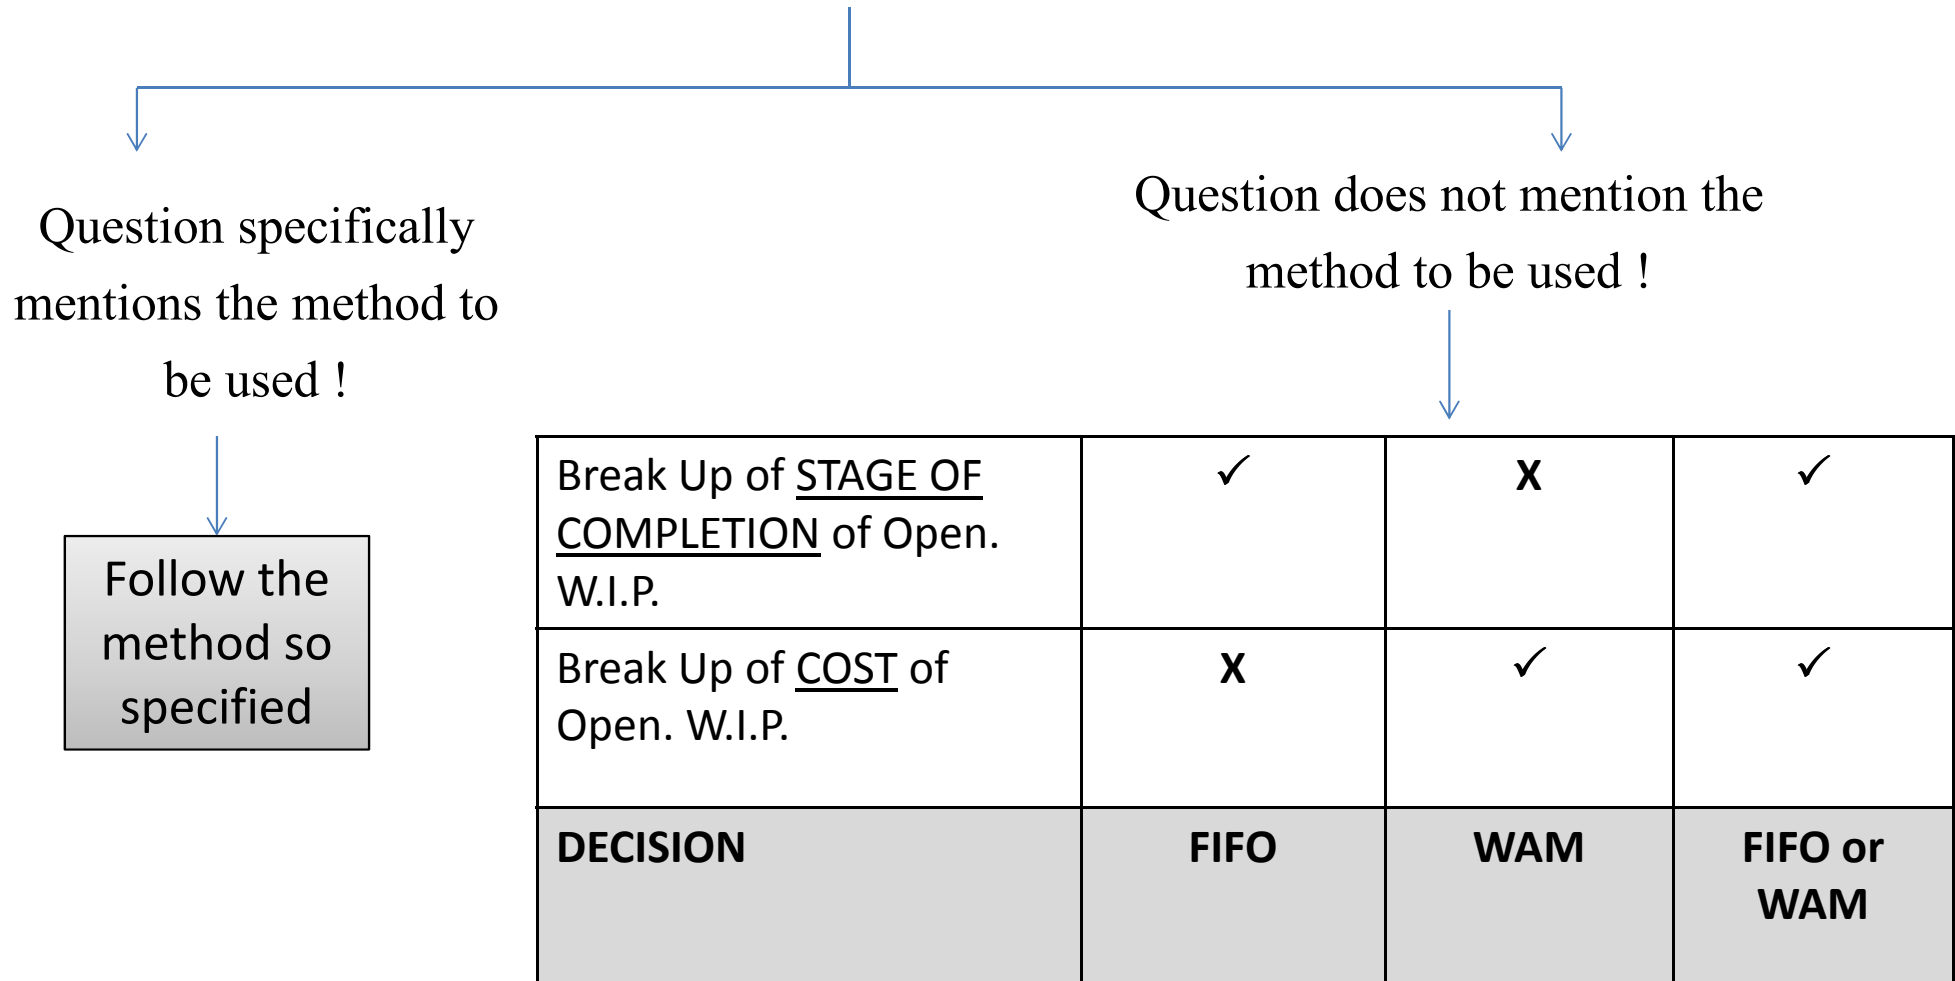 Question specifically
mentions the method to
be used !
Question does not mention the
method to be used !
Follow the
method so
specified
Break Up of STAGE OF
COMPLETION of Open.
W.I.P.
✓
X
✓
Break Up of COST of
Open. W.I.P.
X
✓
✓
DECISION
FIFO
WAM
FIFO or
WAM